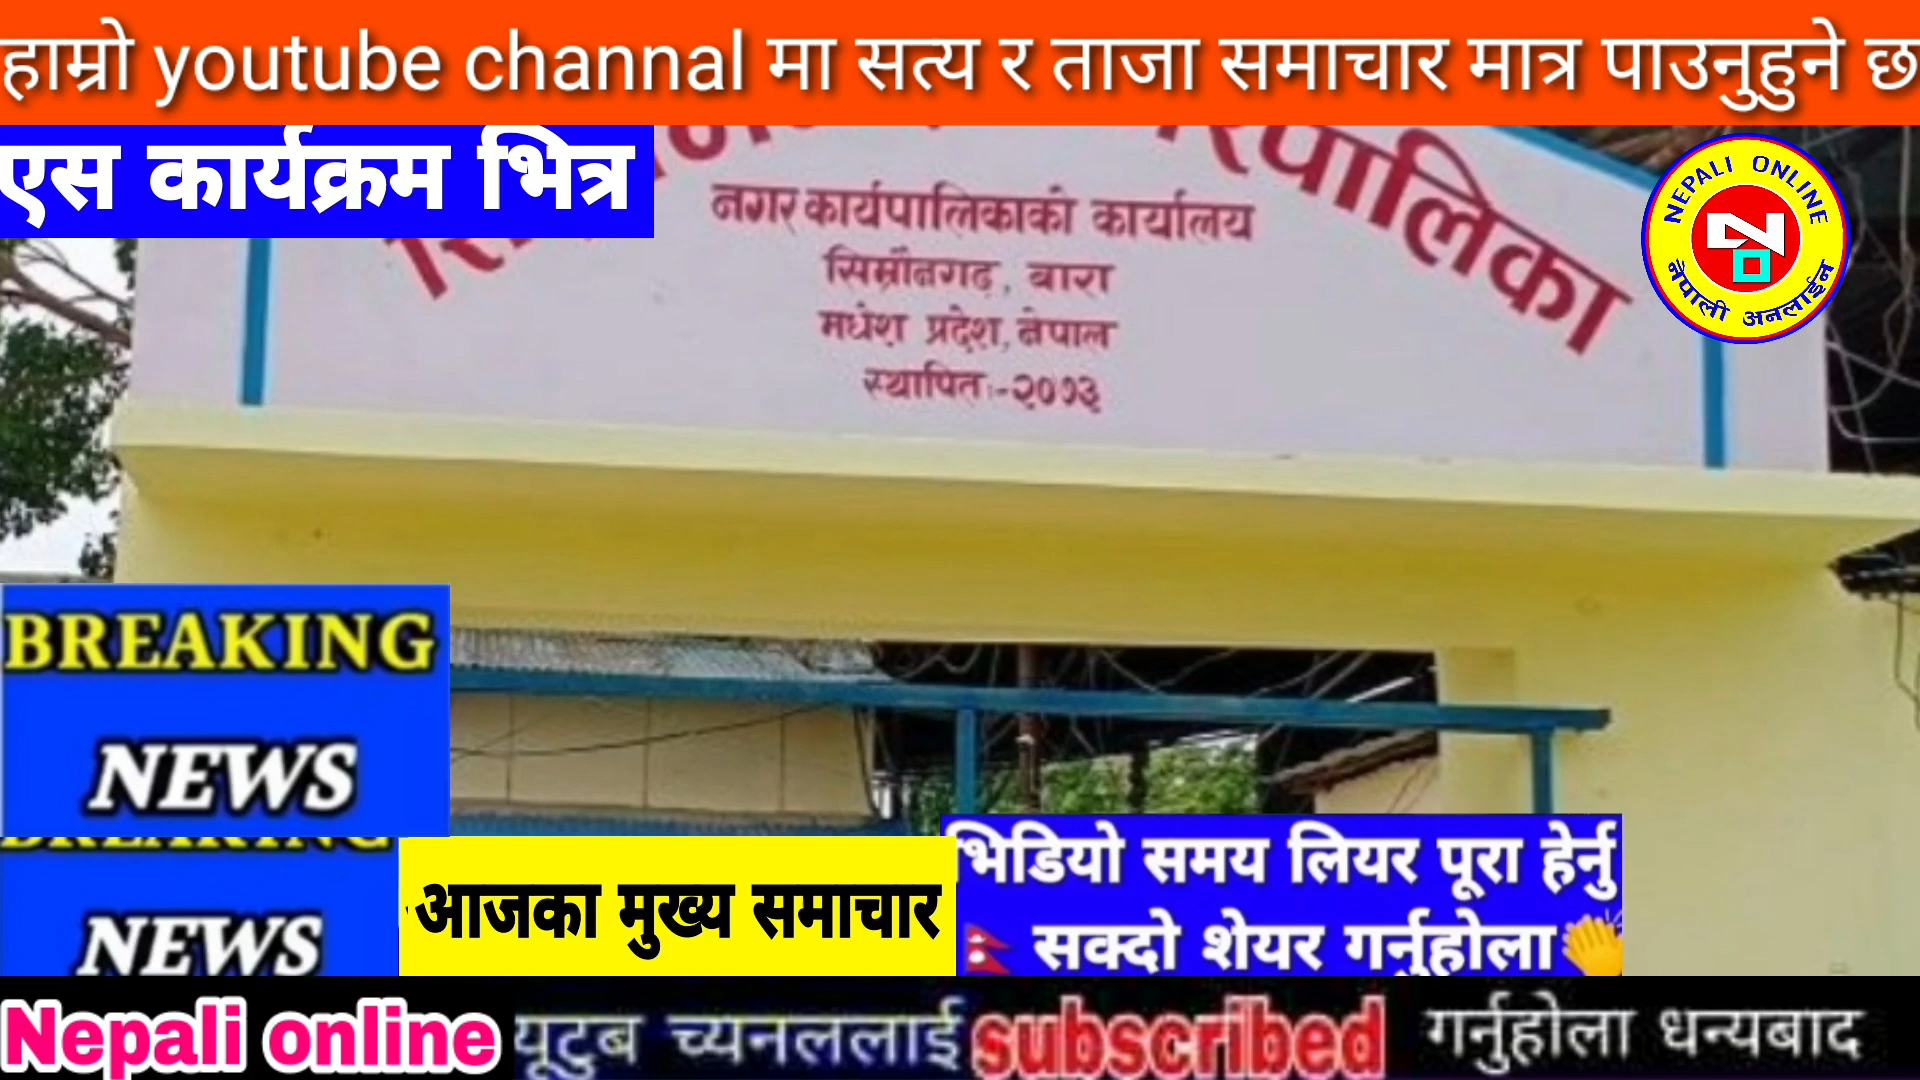 हाम्रो youtube channal मा सत्य र ताजा समाचार मात्र पाउनुहुने छ
एस कार्यक्रम भित्र
NEPALI ONLINE
नेपाली अनलाईन
नगर कार्यपालिकाको कार्यालय
सिम्रौनगढ, बारा
मधेश प्रदेश, नेपाल
स्थापित:-२०७३
BREAKING
NEWS
BREAKING
NEWS
आजका मुख्य समाचार
भिडियो समय लियर पूरा हेर्नु
सक्दो शेयर गर्नुहोला
Nepali online यूटुब च्यनललाई subscribed गर्नुहोला धन्यबाद